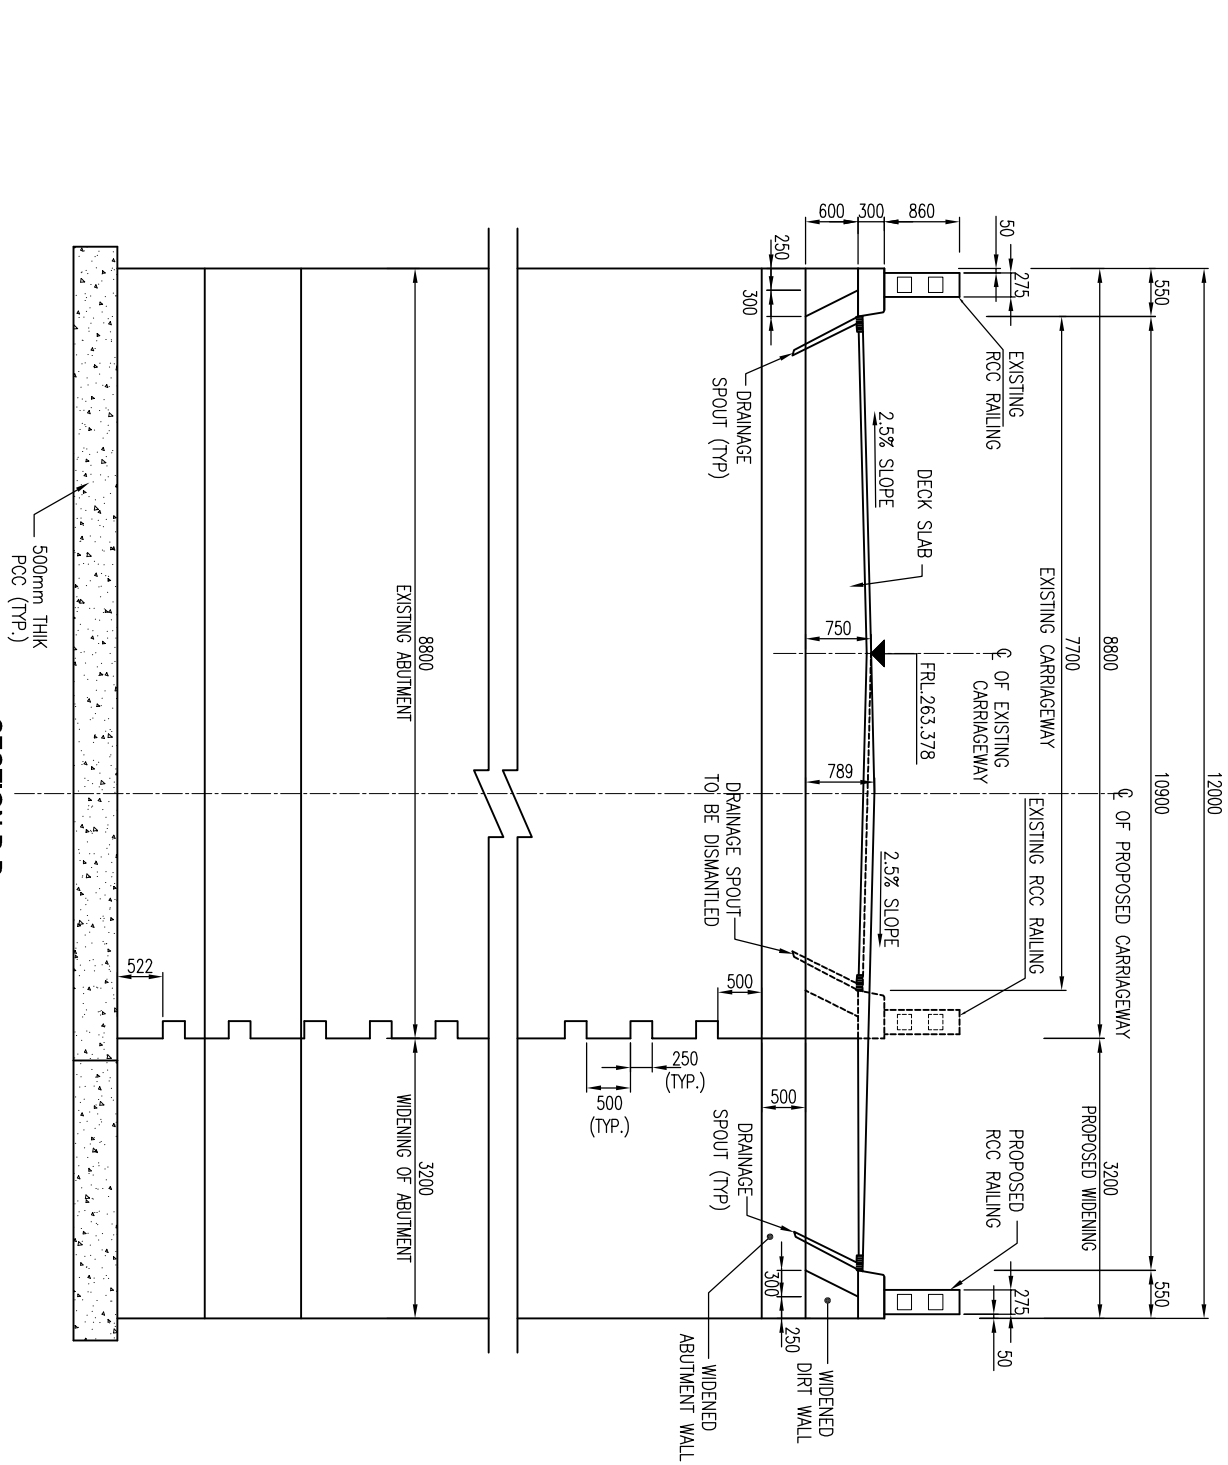 12000
550
10900
550
℄ OF PROPOSED CARRIAGEWAY
8800
3200
PROPOSED WIDENING
7700
EXISTING CARRIAGEWAY
EXISTING RCC RAILING
275
50
EXISTING
RCC RAILING
PROPOSED
RCC RAILING
275
50
℄ OF EXISTING
CARRIAGEWAY
860
300
600
FRL.263.378
DECK SLAB
2.5% SLOPE
2.5% SLOPE
750
789
250
300
DRAINAGE
SPOUT (TYP)
DRAINAGE SPOUT
TO BE DISMANTLED
DRAINAGE
SPOUT (TYP)
500
300
250
WIDENED
DIRT WALL
WIDENED
ABUTMENT WALL
500
250
(TYP.)
500
(TYP.)
8800
EXISTING ABUTMENT
3200
WIDENING OF ABUTMENT
522
500mm THIK
PCC (TYP.)